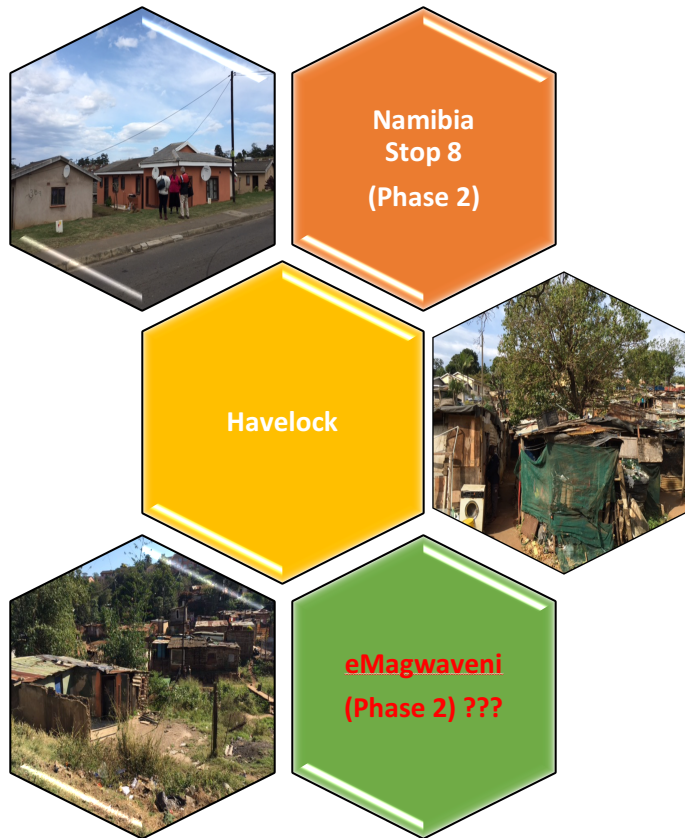 Namibia
Stop 8
(Phase 2)
Havelock
eMagwaveni
(Phase 2) ???